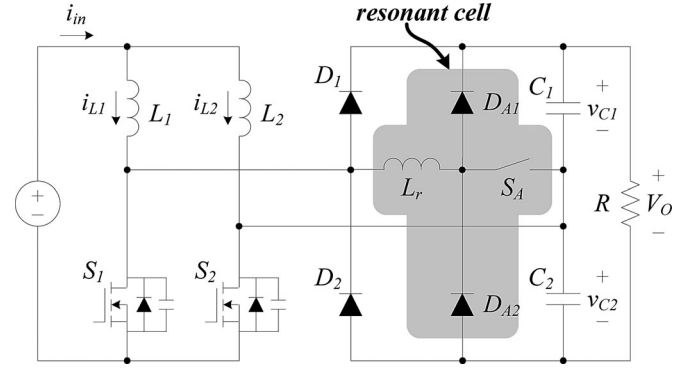 resonant cell
i_in
i_L1
L_1
i_L2
L_2
D_1
D_A1
C_1
+
v_C1
−
L_r
S_A
+
−
R
+
V_O
−
S_1
S_2
D_2
D_A2
C_2
+
v_C2
−